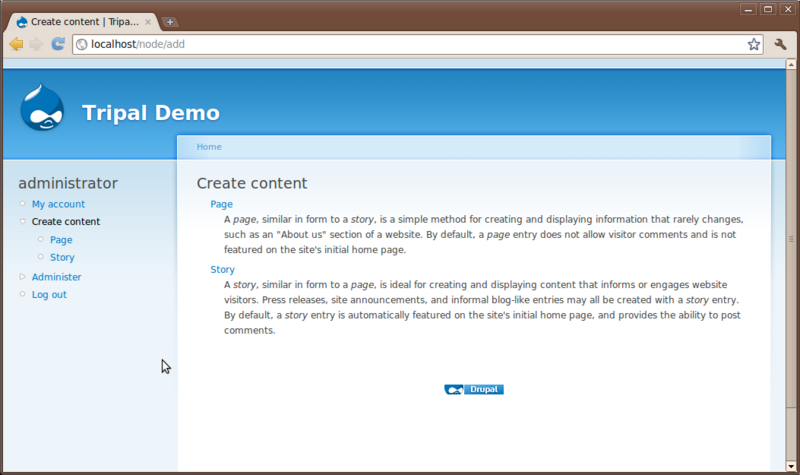 Create content | Tripa...
localhost/node/add
Tripal Demo
Home
administrator
My account
Create content
Page
Story
Administer
Log out
Create content
Page
A page, similar in form to a story, is a simple method for creating and displaying information that rarely changes,
such as an "About us" section of a website. By default, a page entry does not allow visitor comments and is not
featured on the site's initial home page.
Story
A story, similar in form to a page, is ideal for creating and displaying content that informs or engages website
visitors. Press releases, site announcements, and informal blog-like entries may all be created with a story entry.
By default, a story entry is automatically featured on the site's initial home page, and provides the ability to post
comments.
Drupal